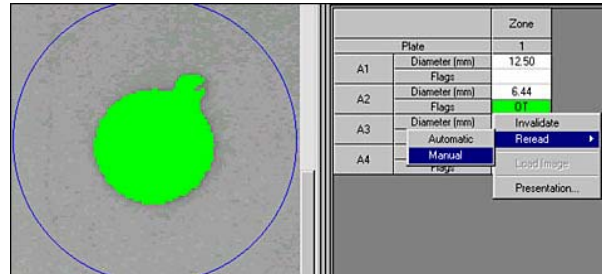 Zone
Plate 1
A1 Diameter (mm) 12.50
Flags
A2 Diameter (mm) 6.44
Flags OT
A3 Diameter (mm) Invalidate
Automatic Reread
A4 Manual Load Image
Flags
Presentation...